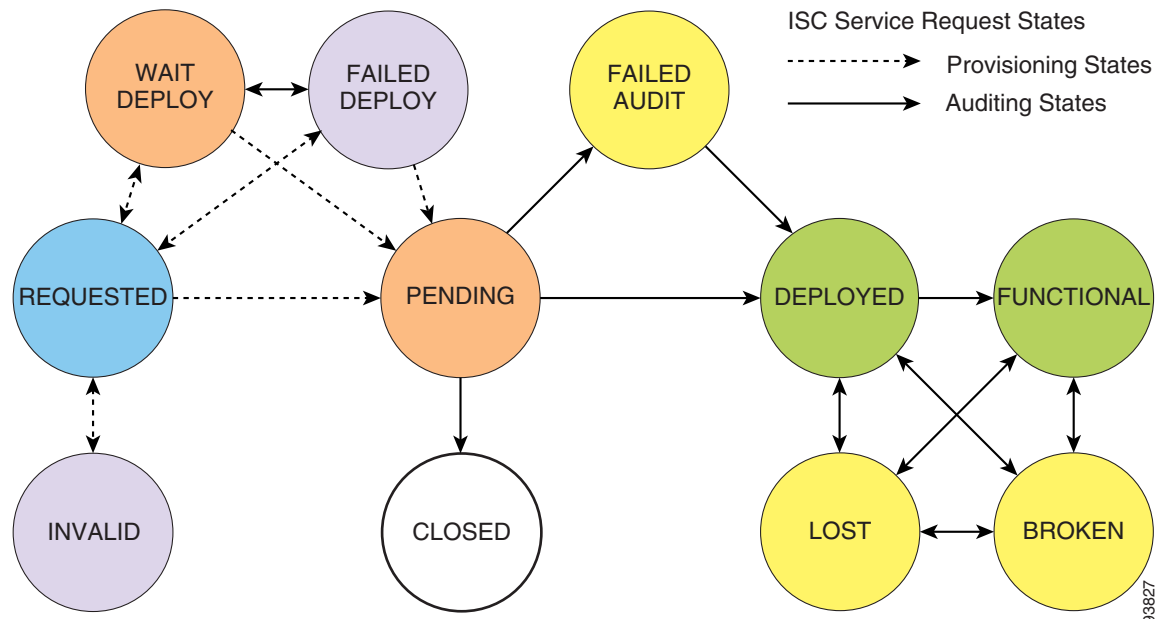 ISC Service Request States
Provisioning States
Auditing States
WAIT
DEPLOY
FAILED
DEPLOY
FAILED
AUDIT
REQUESTED
PENDING
DEPLOYED
FUNCTIONAL
INVALID
CLOSED
LOST
BROKEN
93827